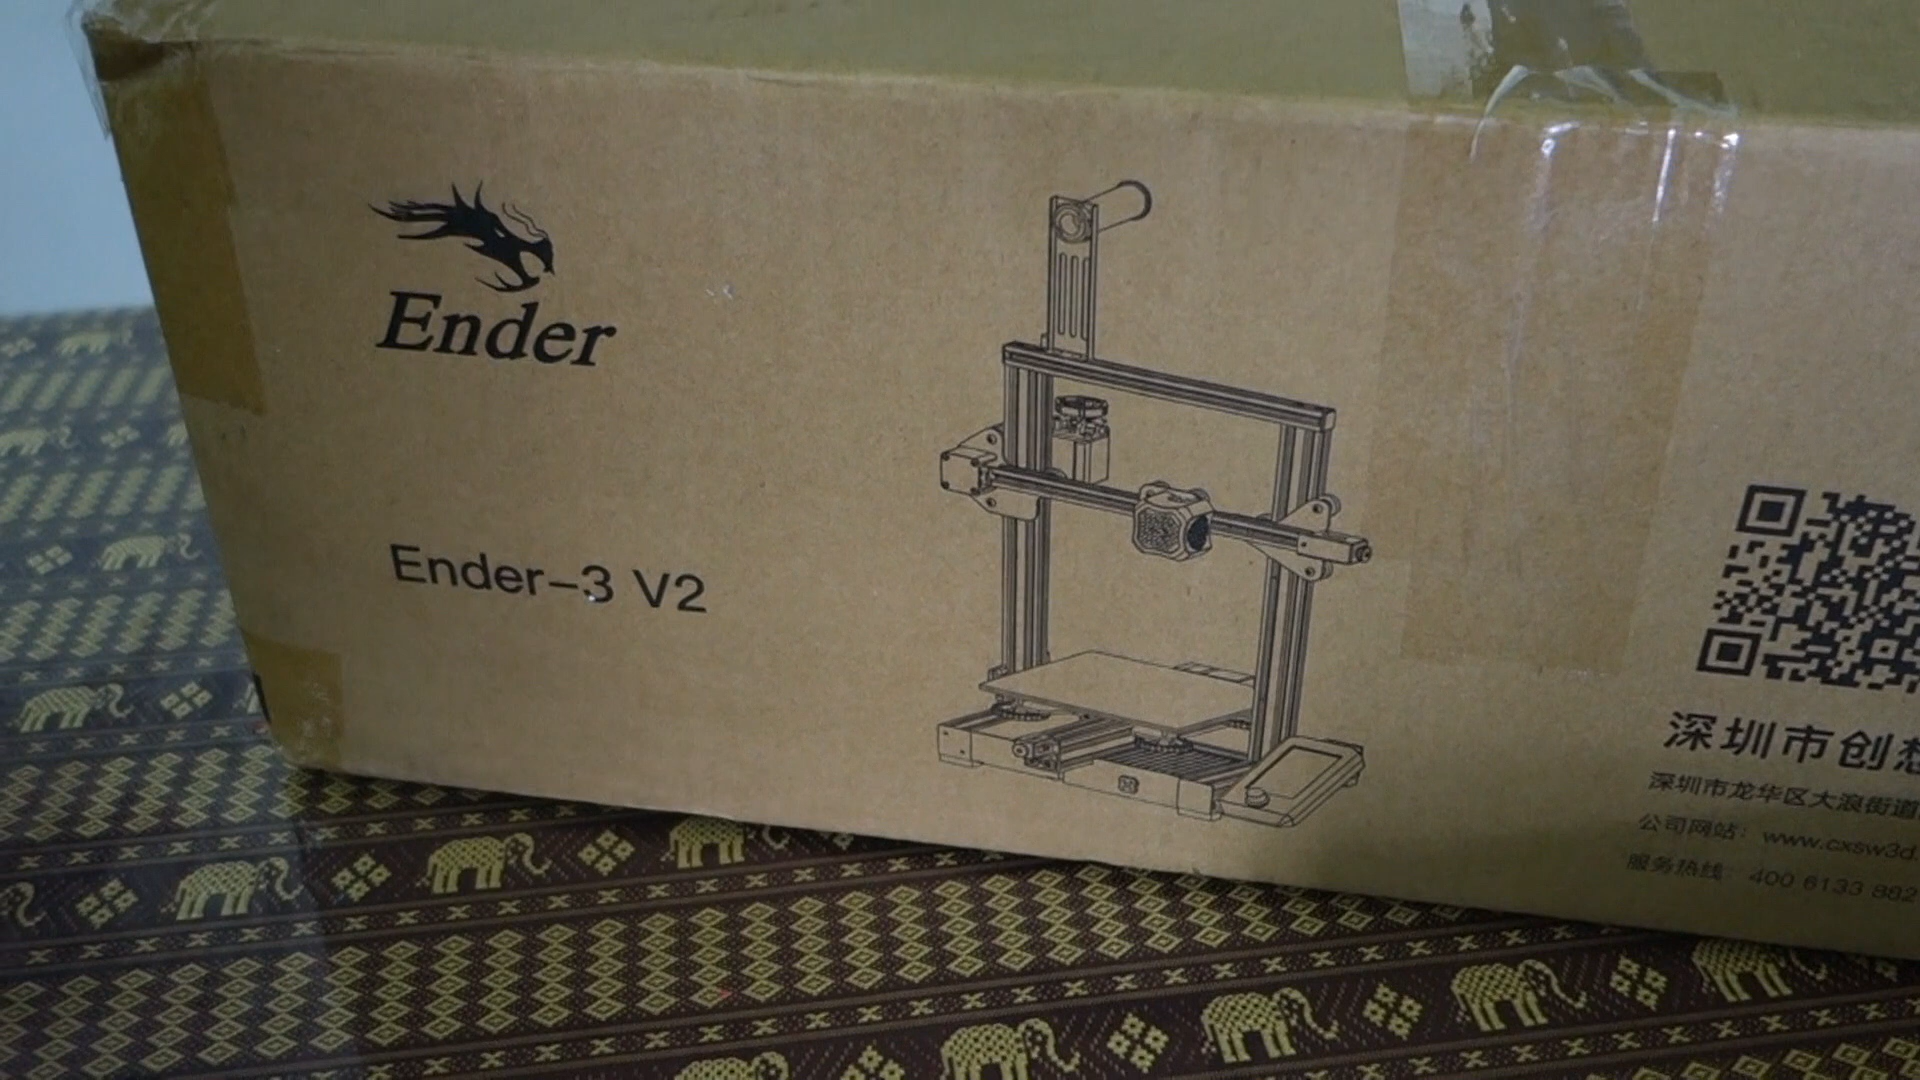 Ender
Ender-3 V2
深圳市创想
深圳市龙华区大浪街道
公司网站：www.cxsw3d.
服务热线：400 6133 882